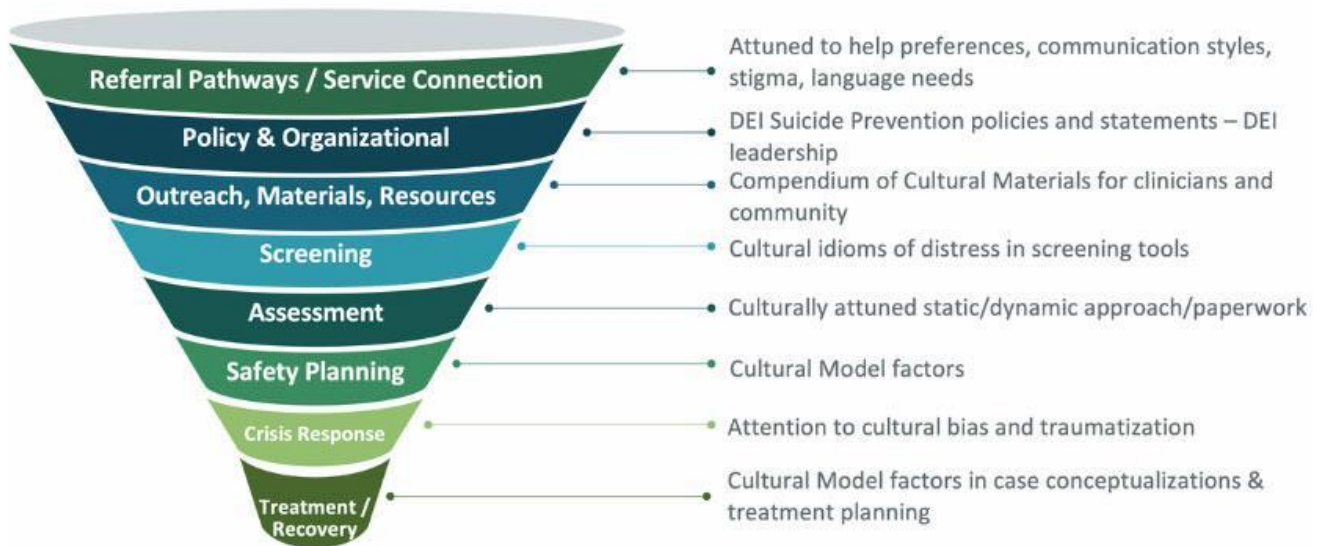 Referral Pathways / Service Connection
Attuned to help preferences, communication styles,
stigma, language needs
Policy & Organizational
DEI Suicide Prevention policies and statements – DEI
leadership
Outreach, Materials, Resources
Compendium of Cultural Materials for clinicians and
community
Screening
Cultural idioms of distress in screening tools
Assessment
Culturally attuned static/dynamic approach/paperwork
Safety Planning
Cultural Model factors
Crisis Response
Attention to cultural bias and traumatization
Treatment /
Recovery
Cultural Model factors in case conceptualizations &
treatment planning